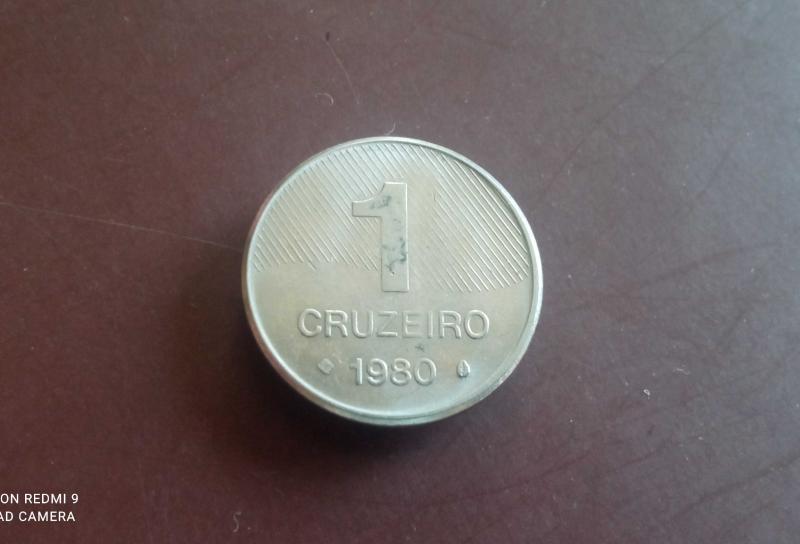 1
CRUZEIRO
1980
ON REDMI 9
AD CAMERA